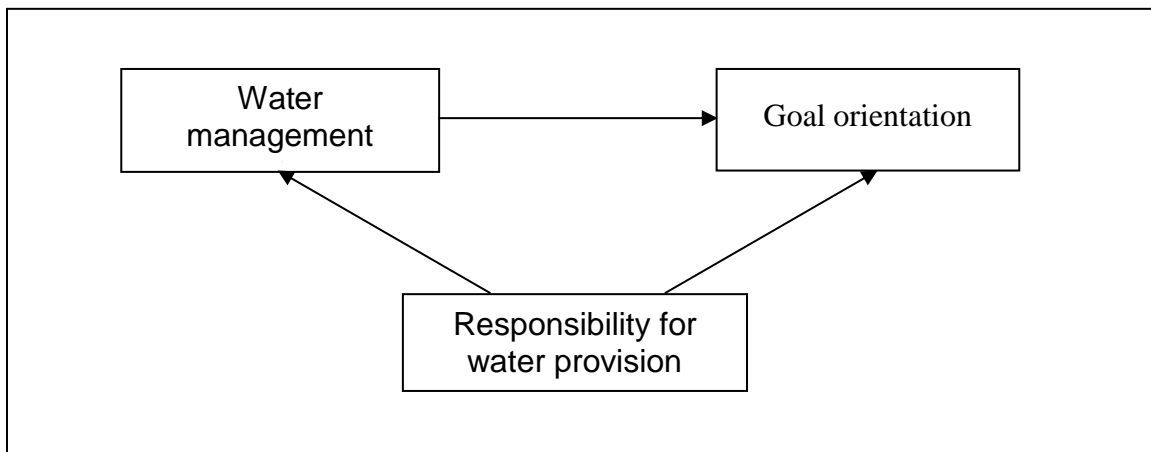 Water
management
Goal orientation
Responsibility for
water provision